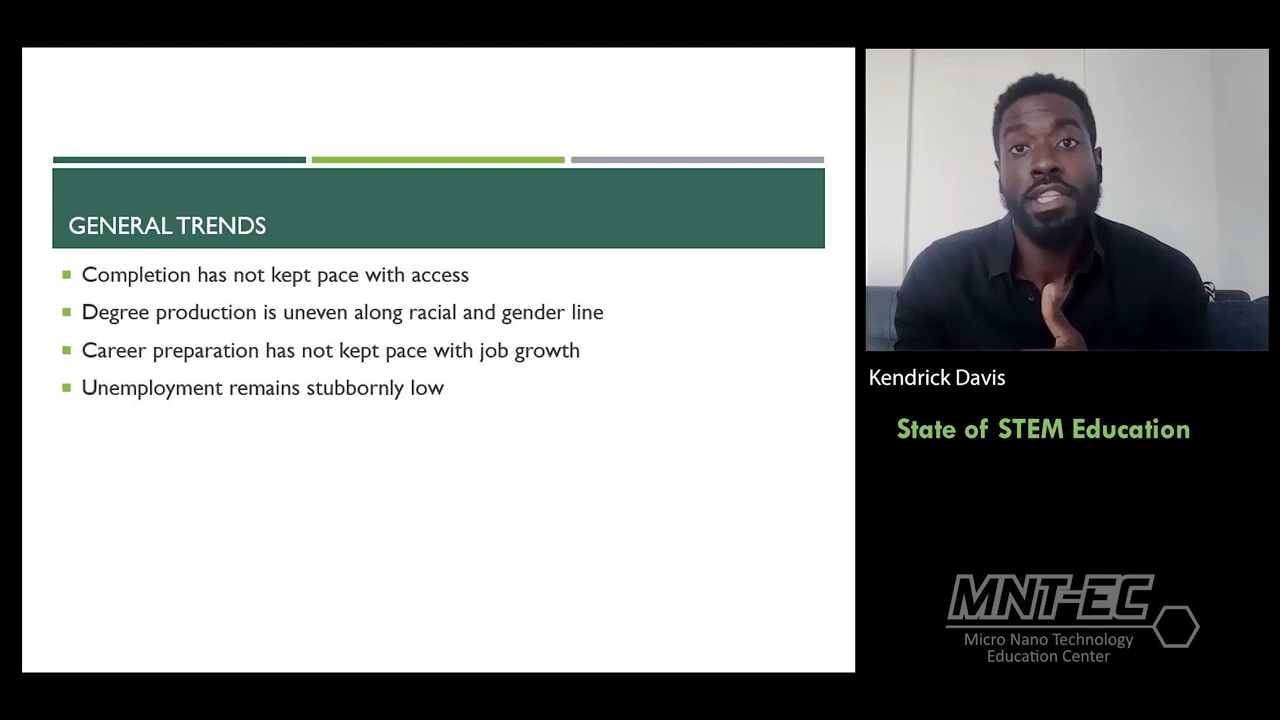 GENERAL TRENDS
Completion has not kept pace with access
Degree production is uneven along racial and gender line
Career preparation has not kept pace with job growth
Unemployment remains stubbornly low
Kendrick Davis
State of STEM Education
MNT-EC
Micro Nano Technology
Education Center